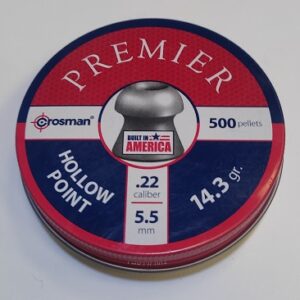 PREMIER
crosman®
500 pellets
BUILT IN
AMERICA
HOLLOW
POINT
.22
caliber
5.5
mm
14.3 gr.